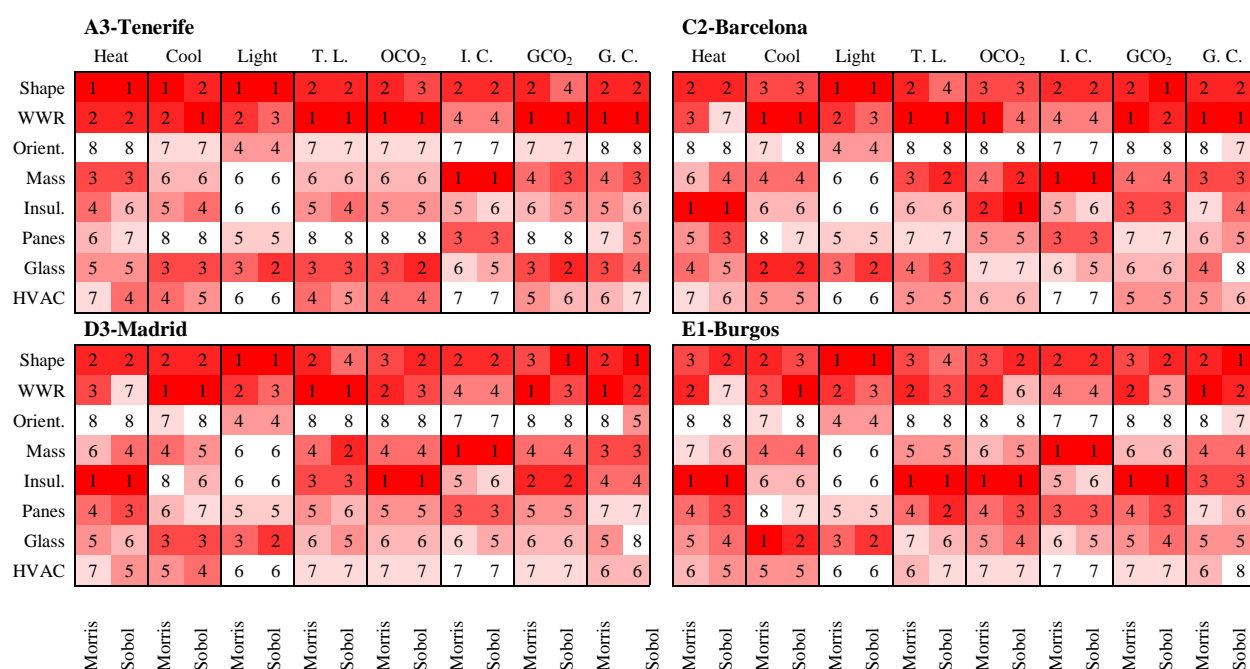 A3-Tenerife C2-Barcelona
Heat Cool Light T. L. OCO₂ I. C. GCO₂ G. C. Heat Cool Light T. L. OCO₂ I. C. GCO₂ G. C.
Shape 1 1 1 2 1 1 2 2 2 3 2 2 2 4 2 2 2 2 3 3 1 1 2 4 3 3 2 2 2 1 2 2
WWR 2 2 2 1 2 3 1 1 1 1 4 4 1 1 1 1 3 7 1 1 2 3 1 1 1 4 4 4 1 2 1 1
Orient. 8 8 7 7 4 4 7 7 7 7 7 7 7 7 8 8 8 8 7 8 4 4 8 8 8 8 7 7 8 8 8 7
Mass 3 3 6 6 6 6 6 6 6 6 1 1 4 3 4 3 6 4 4 4 6 6 3 2 4 2 1 1 4 4 3 3
Insul. 4 6 5 4 6 6 5 4 5 5 5 6 6 5 5 6 1 1 6 6 6 6 6 6 2 1 5 6 3 3 7 4
Panes 6 7 8 8 5 5 8 8 8 8 3 3 8 8 7 5 5 3 8 7 5 5 7 7 5 5 3 3 7 7 6 5
Glass 5 5 3 3 3 2 3 3 3 2 6 5 3 2 3 4 4 5 2 2 3 2 4 3 7 7 6 5 6 6 4 8
HVAC 7 4 4 5 6 6 4 5 4 4 7 7 5 6 6 7 7 6 5 5 6 6 5 5 6 6 7 7 5 5 5 6
D3-Madrid E1-Burgos
Shape 2 2 2 2 1 1 2 4 3 2 2 2 3 1 2 1 3 2 2 3 1 1 3 4 3 2 2 2 3 2 2 1
WWR 3 7 1 1 2 3 1 1 2 3 4 4 1 3 1 2 2 7 3 1 2 3 2 3 2 6 4 4 2 5 1 2
Orient. 8 8 7 8 4 4 8 8 8 8 7 7 8 8 8 5 8 8 7 8 4 4 8 8 8 8 7 7 8 8 8 7
Mass 6 4 4 5 6 6 4 2 4 4 1 1 4 4 3 3 7 6 4 4 6 6 5 5 6 5 1 1 6 6 4 4
Insul. 1 1 8 6 6 6 3 3 1 1 5 6 2 2 4 4 1 1 6 6 6 6 1 1 1 1 5 6 1 1 3 3
Panes 4 3 6 7 5 5 5 6 5 5 3 3 5 5 7 7 4 3 8 7 5 5 4 2 4 3 3 3 4 3 7 6
Glass 5 6 3 3 3 2 6 5 6 6 6 5 6 6 5 8 5 4 1 2 3 2 7 6 5 4 6 5 5 4 5 5
HVAC 7 5 5 4 6 6 7 7 7 7 7 7 7 7 6 6 6 5 5 5 6 6 6 7 7 7 7 7 7 7 6 8
Morris Sobol Morris Sobol Morris Sobol Morris Sobol Morris Sobol Morris Sobol Morris Sobol Morris Sobol Morris Sobol Morris Sobol Morris Sobol Morris Sobol Morris Sobol Morris Sobol Morris Sobol Morris Sobol